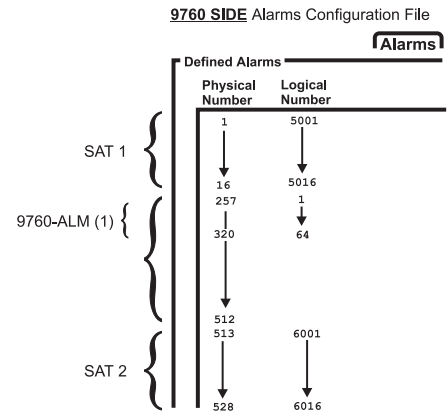 9760 SIDE Alarms Configuration File
Alarms
Defined Alarms
Physical Number
Logical Number
1 5001
SAT 1
16 5016
257 1
9760-ALM (1)
320 64
512
513 6001
SAT 2
528 6016